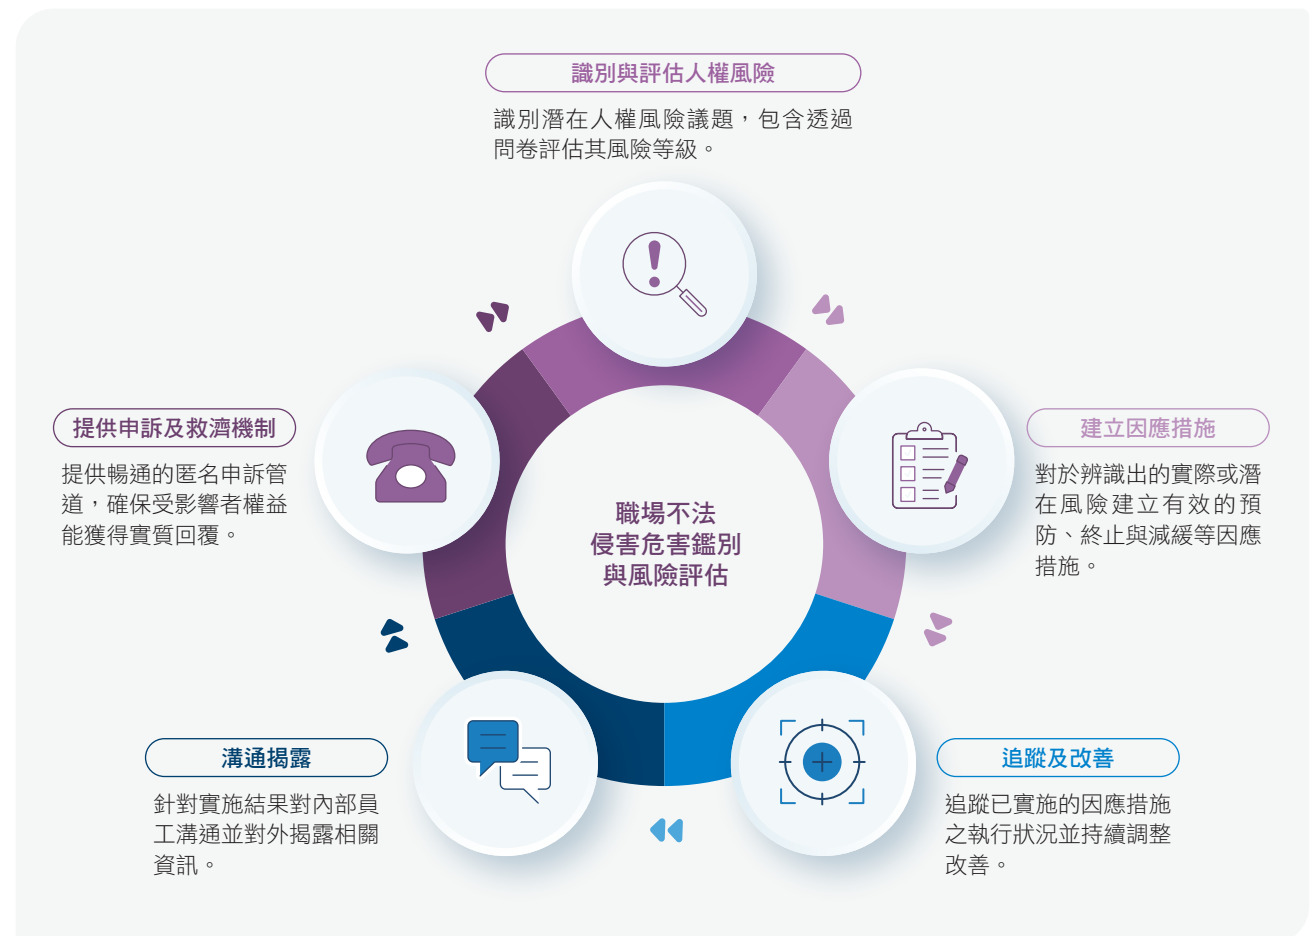 識別與評估人權風險
識別潛在人權風險議題，包含透過
問卷評估其風險等級。
建立因應措施
對於辨識出的實際或潛
在風險建立有效的預
防、終止與減緩等因應
措施。
追蹤及改善
追蹤已實施的因應措施
之執行狀況並持續調整
改善。
溝通揭露
針對實施結果對內部員
工溝通並對外揭露相關
資訊。
提供申訴及救濟機制
提供暢通的匿名申訴管
道，確保受影響者權益
能獲得實質回覆。
職場不法
侵害危害鑑別
與風險評估